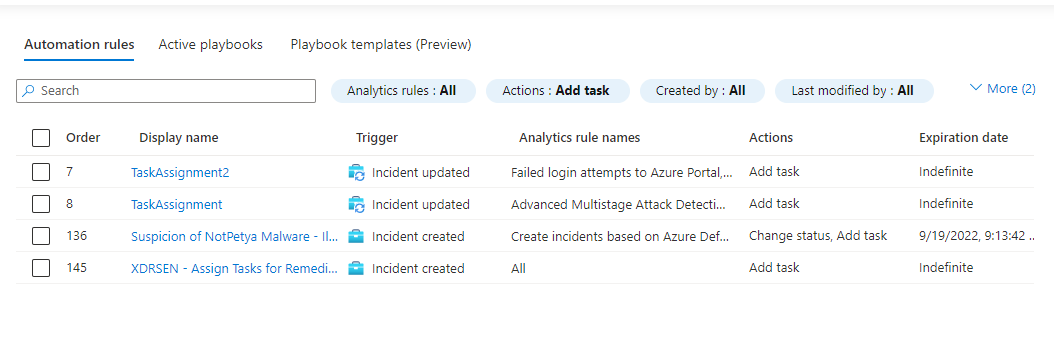 Automation rules Active playbooks Playbook templates (Preview)
Search Analytics rules : All Actions : Add task Created by : All Last modified by : All More (2)
Order Display name Trigger Analytics rule names Actions Expiration date
7 TaskAssignment2 Incident updated Failed login attempts to Azure Portal,... Add task Indefinite
8 TaskAssignment Incident updated Advanced Multistage Attack Detecti... Add task Indefinite
136 Suspicion of NotPetya Malware - Il... Incident created Create incidents based on Azure Def... Change status, Add task 9/19/2022, 9:13:42 ..
145 XDRSEN - Assign Tasks for Remedi... Incident created All Add task Indefinite